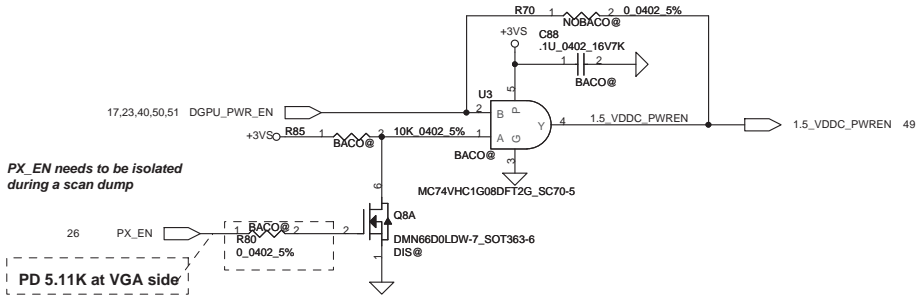 R70 1 2 0_0402_5%
NOBACO@
+3VS
C88
.1U_0402_16V7K
1 2
BACO@
5
U3
17,23,40,50,51 DGPU_PWR_EN
2 B P
Y 4 1.5_VDDC_PWREN
1.5_VDDC_PWREN 49
+3VS R85 1 2 10K_0402_5% 1 A G
BACO@
BACO@
3
MC74VHC1G08DFT2G_SC70-5
PX_EN needs to be isolated
during a scan dump
6
Q8A
26 PX_EN
BACO@
1 2 2
R80
0_0402_5%
DMN66D0LDW-7_SOT363-6
DIS@
1
PD 5.11K at VGA side